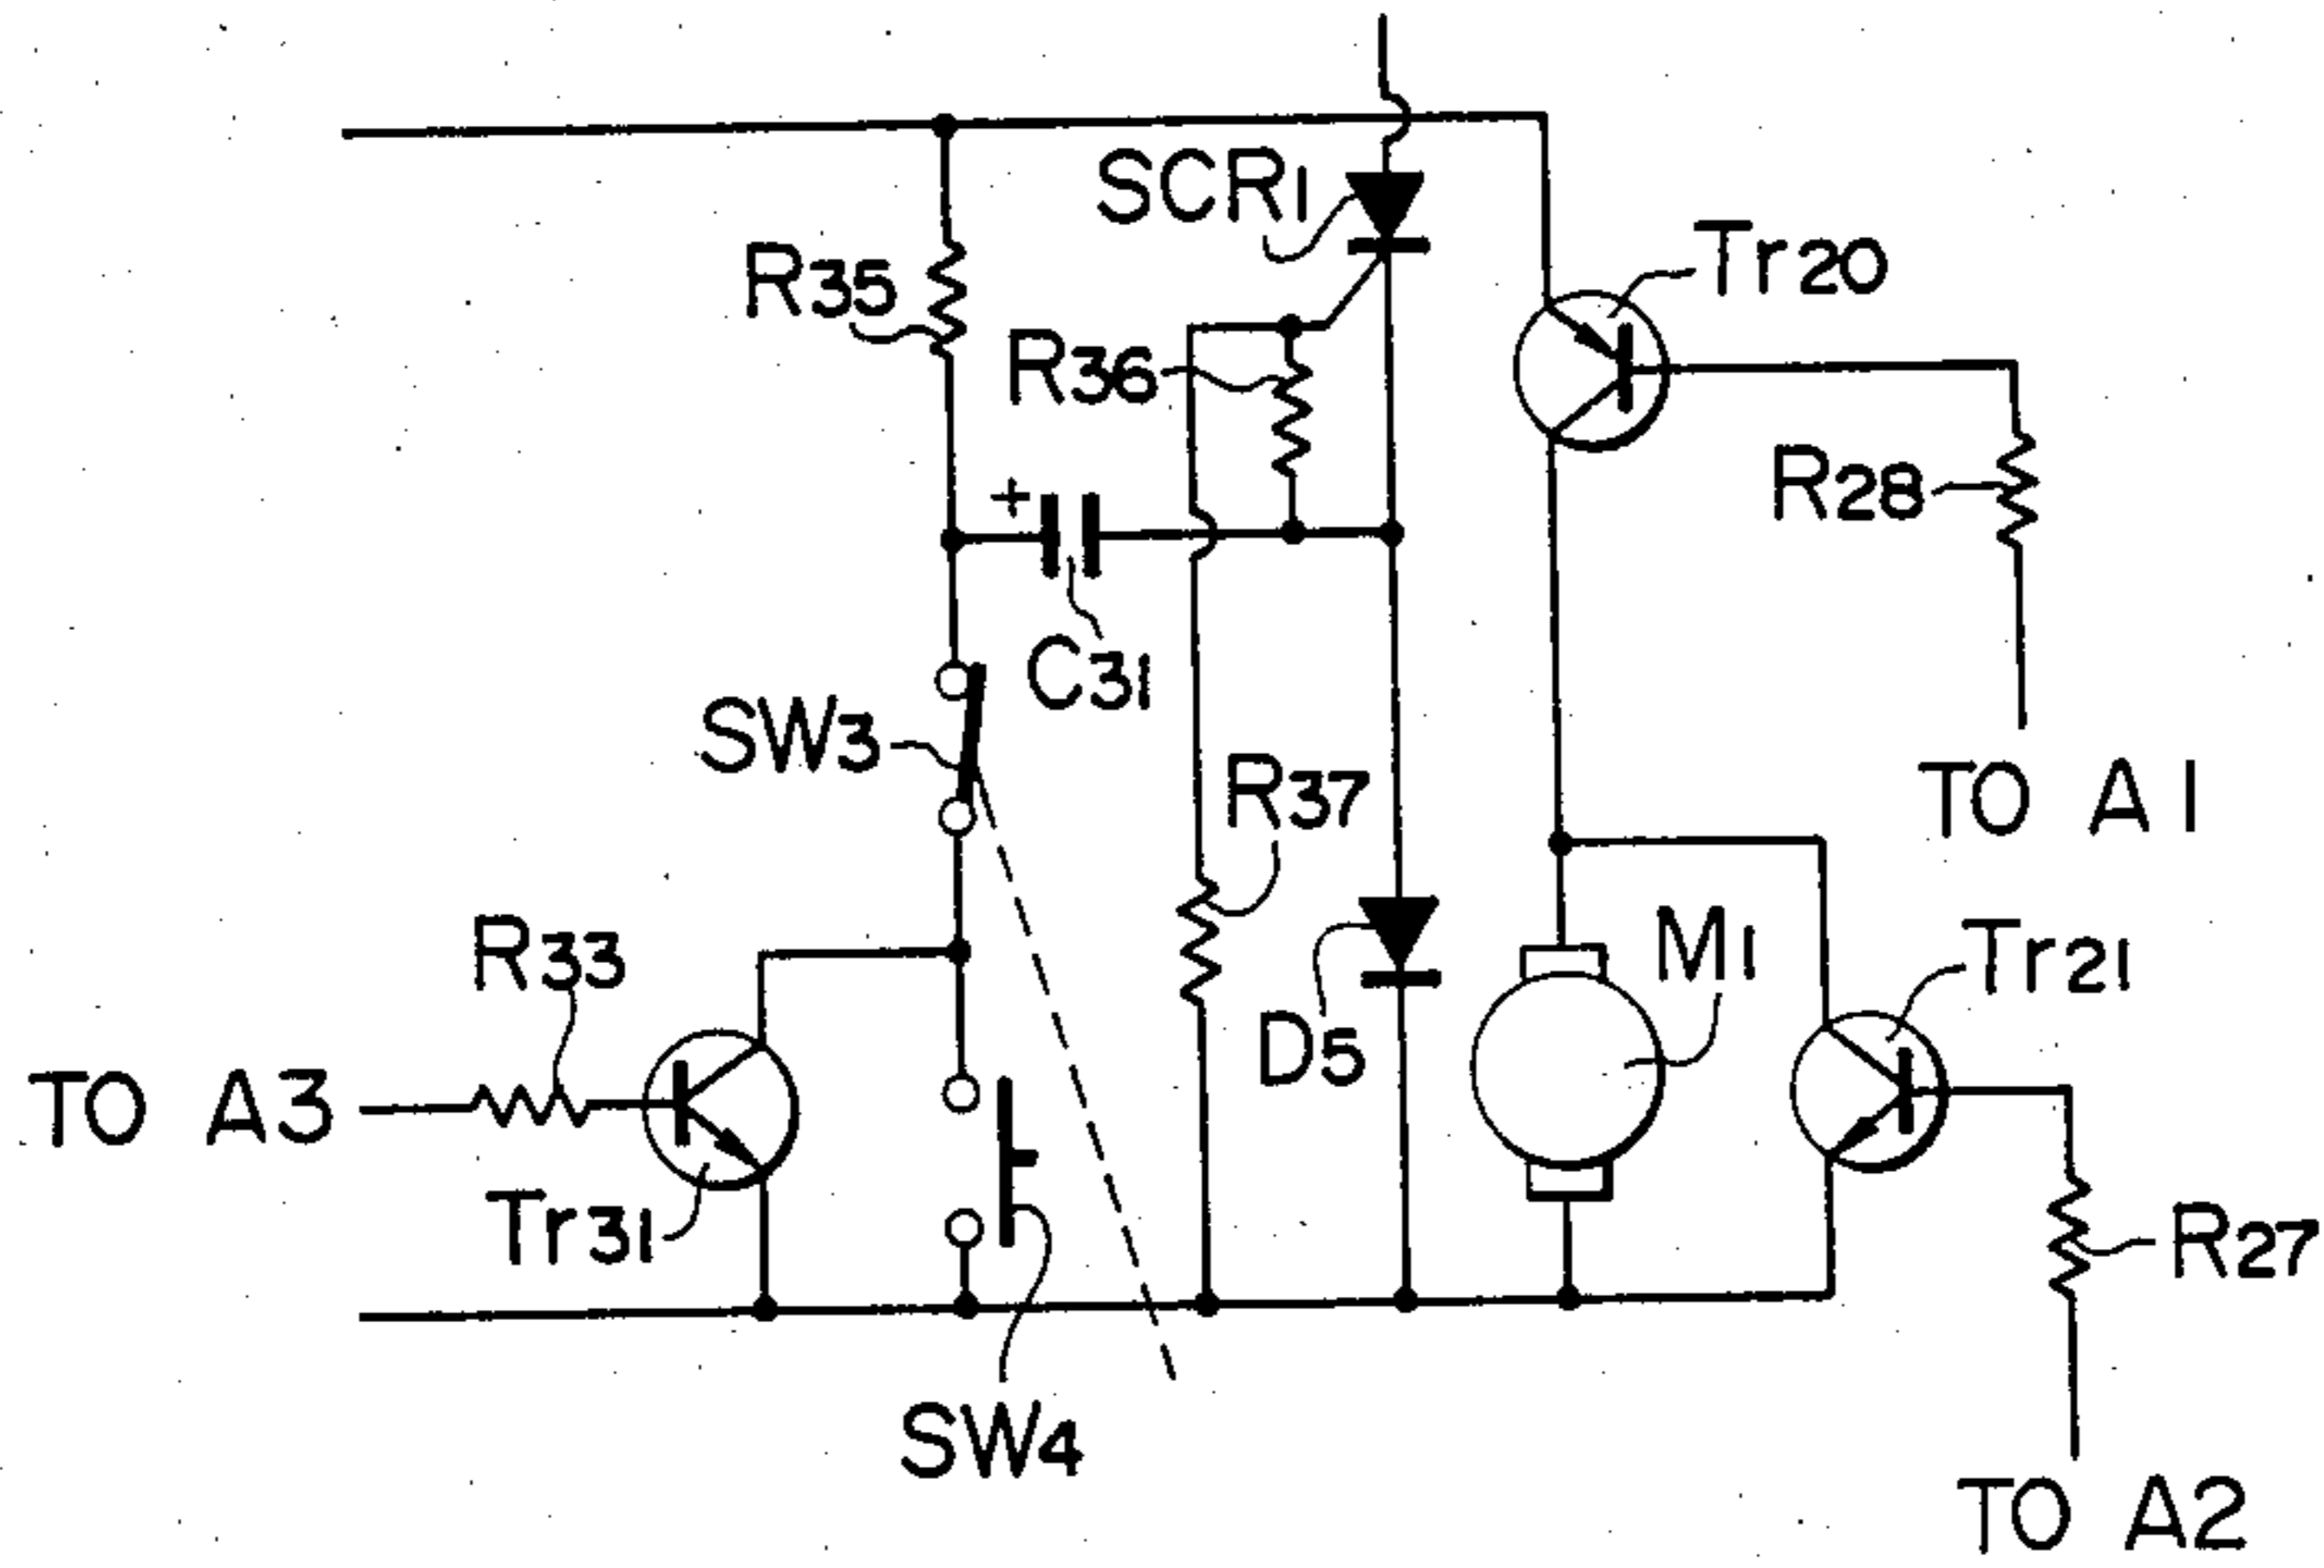 SCR1
Tr20
R35
R36
R28
+
C31
SW3
R37
TO A1
R33
M1
Tr21
D5
TO A3
Tr31
R27
SW4
TO A2